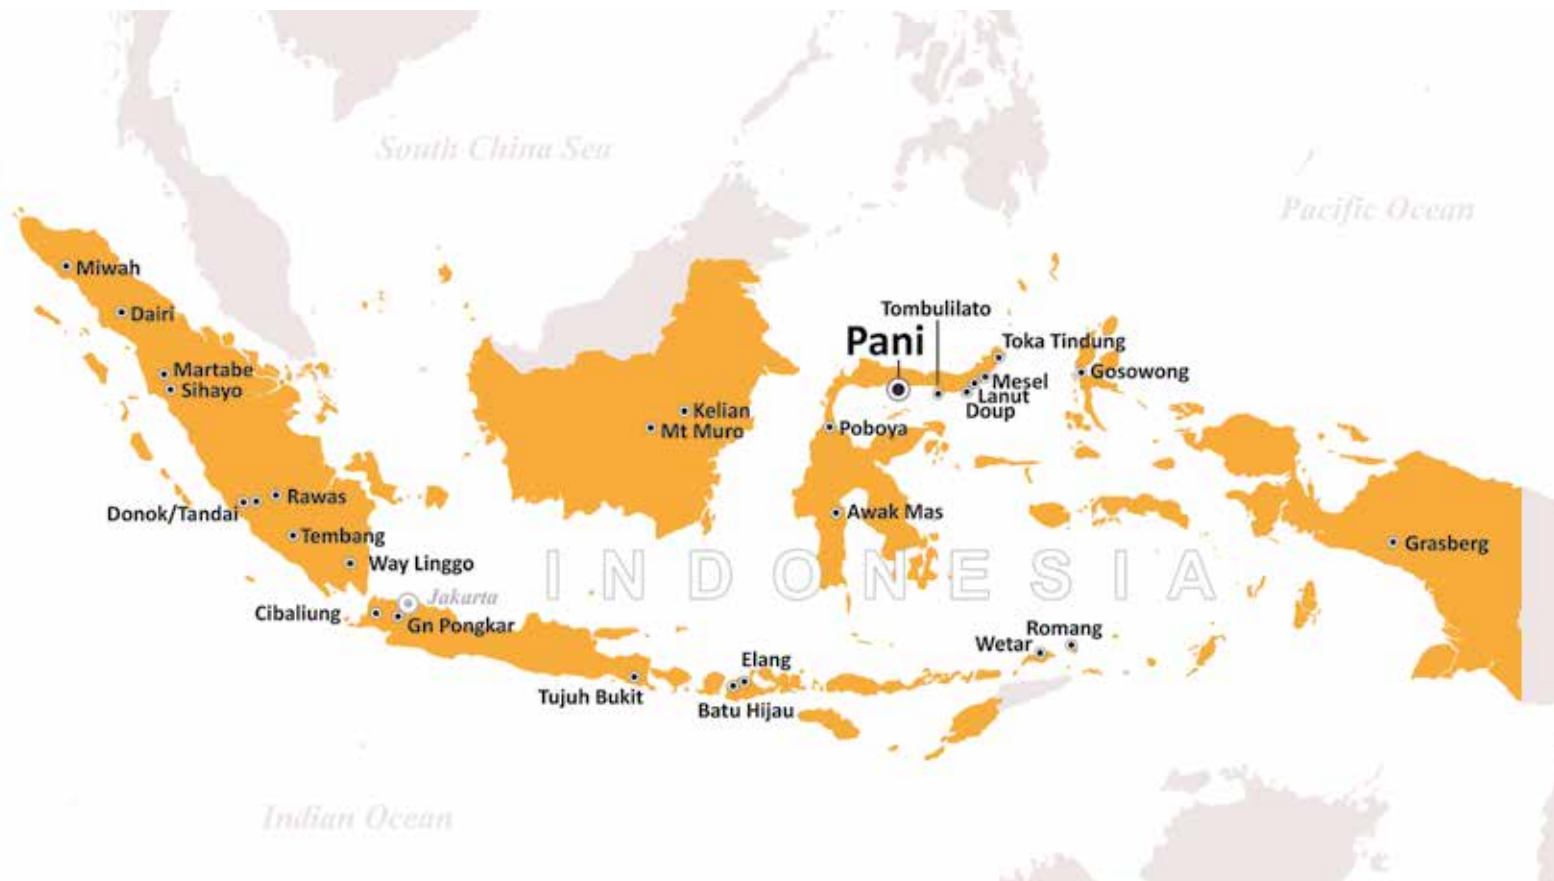 South China Sea
Pacific Ocean
Miwah
Dairi
Tombulilato
Pani
Toka Tindung
Martabe
Sihayo
Mesel
Gosowong
Lanut
Doup
Kelian
Mt Muro
Poboya
Rawas
Donok/Tandai
Awak Mas
Tembang
Grasberg
Way Linggo
INDONESIA
Jakarta
Cibaliung
Gn Pongkar
Romang
Wetar
Elang
Tujuh Bukit
Batu Hijau
Indian Ocean